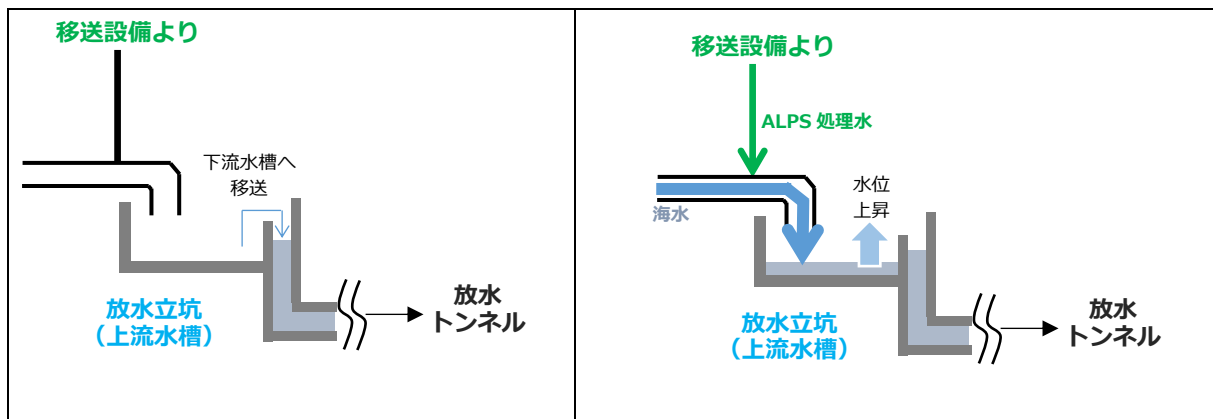 移送設備より
下流水槽へ
移送
放水立坑
（上流水槽）
放水
トンネル
移送設備より
ALPS 処理水
海水
水位
上昇
放水立坑
（上流水槽）
放水
トンネル